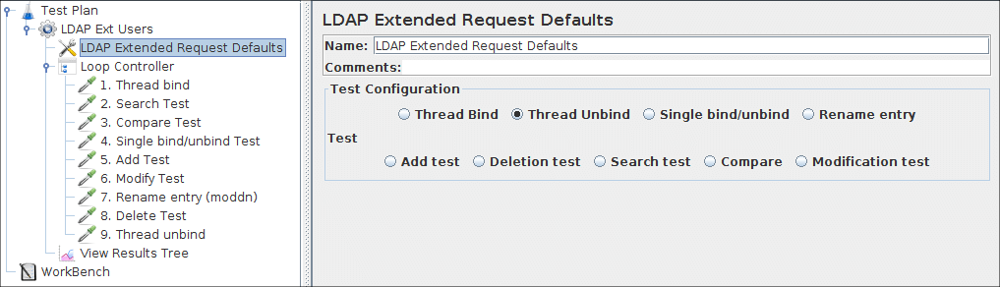 Test Plan
LDAP Ext Users
LDAP Extended Request Defaults
Loop Controller
1. Thread bind
2. Search Test
3. Compare Test
4. Single bind/unbind Test
5. Add Test
6. Modify Test
7. Rename entry (moddn)
8. Delete Test
9. Thread unbind
View Results Tree
WorkBench
LDAP Extended Request Defaults
Name: LDAP Extended Request Defaults
Comments:
Test Configuration
Thread Bind Thread Unbind Single bind/unbind Rename entry
Test
Add test Deletion test Search test Compare Modification test